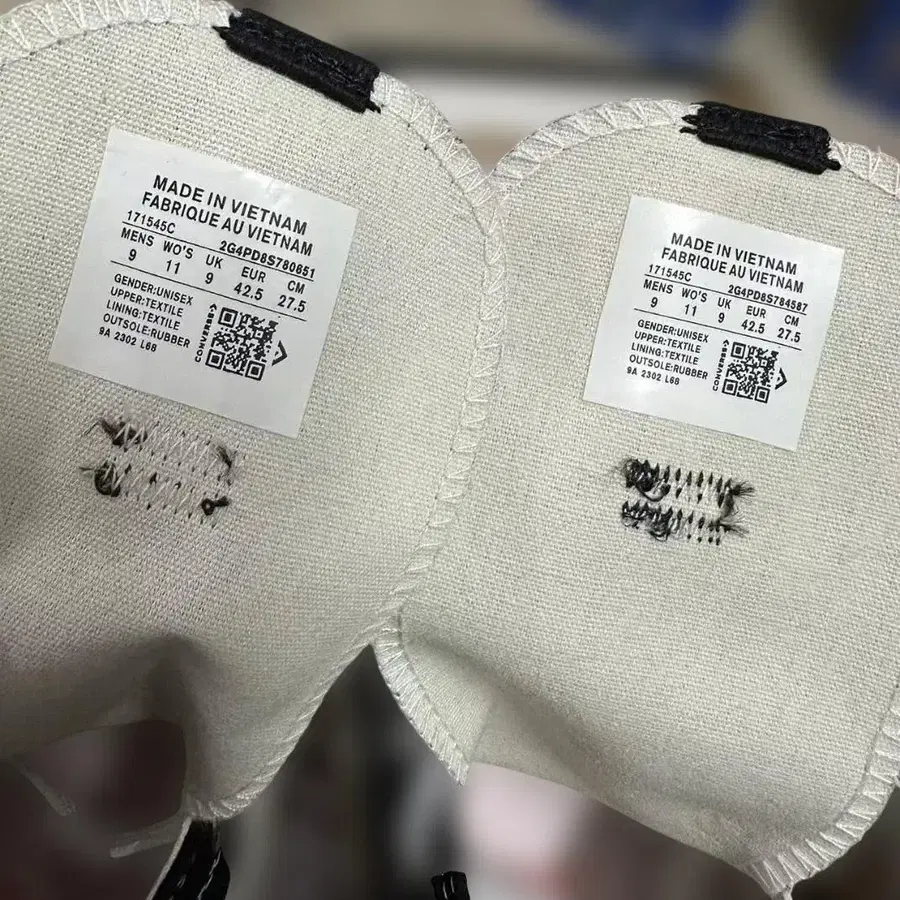 MADE IN VIETNAM
FABRIQUE AU VIETNAM
171545C 2G4PD8S780651
MENS WO'S UK EUR CM
9 11 9 42.5 27.5
GENDER:UNISEX
UPPER:TEXTILE
LINING:TEXTILE
OUTSOLE:RUBBER
9A 2302 L68
CONVERSE
MADE IN VIETNAM
FABRIQUE AU VIETNAM
171545C 2G4PD8S784587
MENS WO'S UK EUR CM
9 11 9 42.5 27.5
GENDER:UNISEX
UPPER:TEXTILE
LINING:TEXTILE
OUTSOLE:RUBBER
9A 2302 L68
CONVERSE